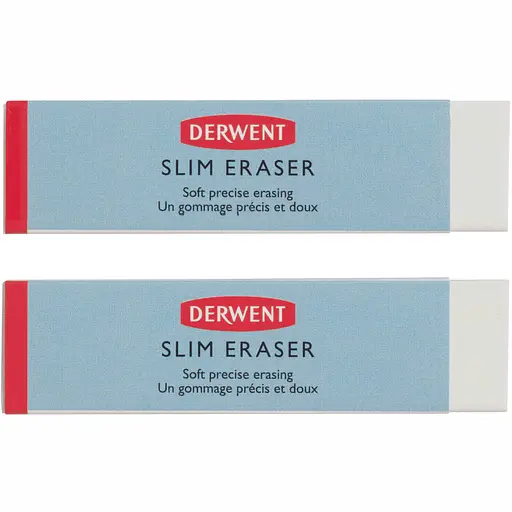 DERWENT
SLIM ERASER
Soft precise erasing
Un gommage précis et doux
DERWENT
SLIM ERASER
Soft precise erasing
Un gommage précis et doux